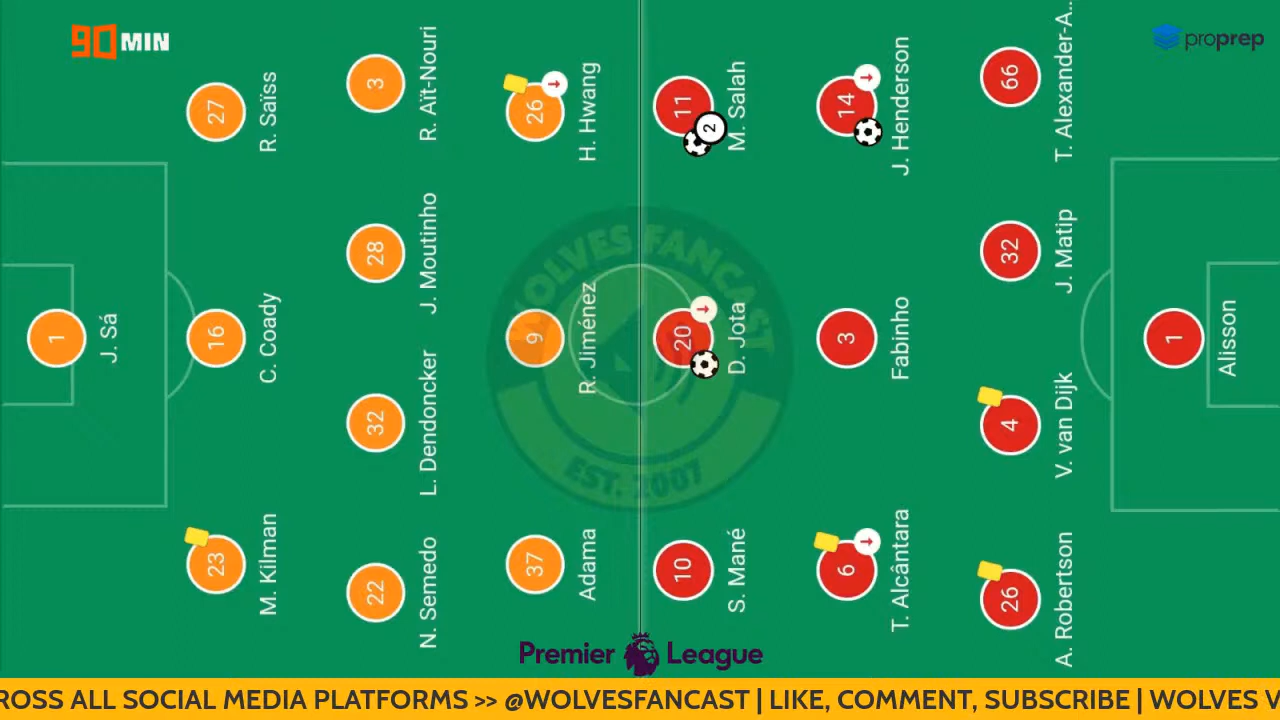 90MIN
proprep
27
R. Saïss
3
R. Aït-Nouri
26
H. Hwang
11
2
M. Salah
14
J. Henderson
66
T. Alexander-A..
28
J. Moutinho
32
J. Matip
WOLVES FANCAST
1
J. Sá
16
C. Coady
9
R. Jiménez
20
D. Jota
3
Fabinho
1
Alisson
32
L. Dendoncker
4
V. van Dijk
EST. 2007
23
M. Kilman
22
N. Semedo
37
Adama
10
S. Mané
6
T. Alcântara
26
A. Robertson
Premier League
ROSS ALL SOCIAL MEDIA PLATFORMS >> @WOLVESFANCAST | LIKE, COMMENT, SUBSCRIBE | WOLVES V